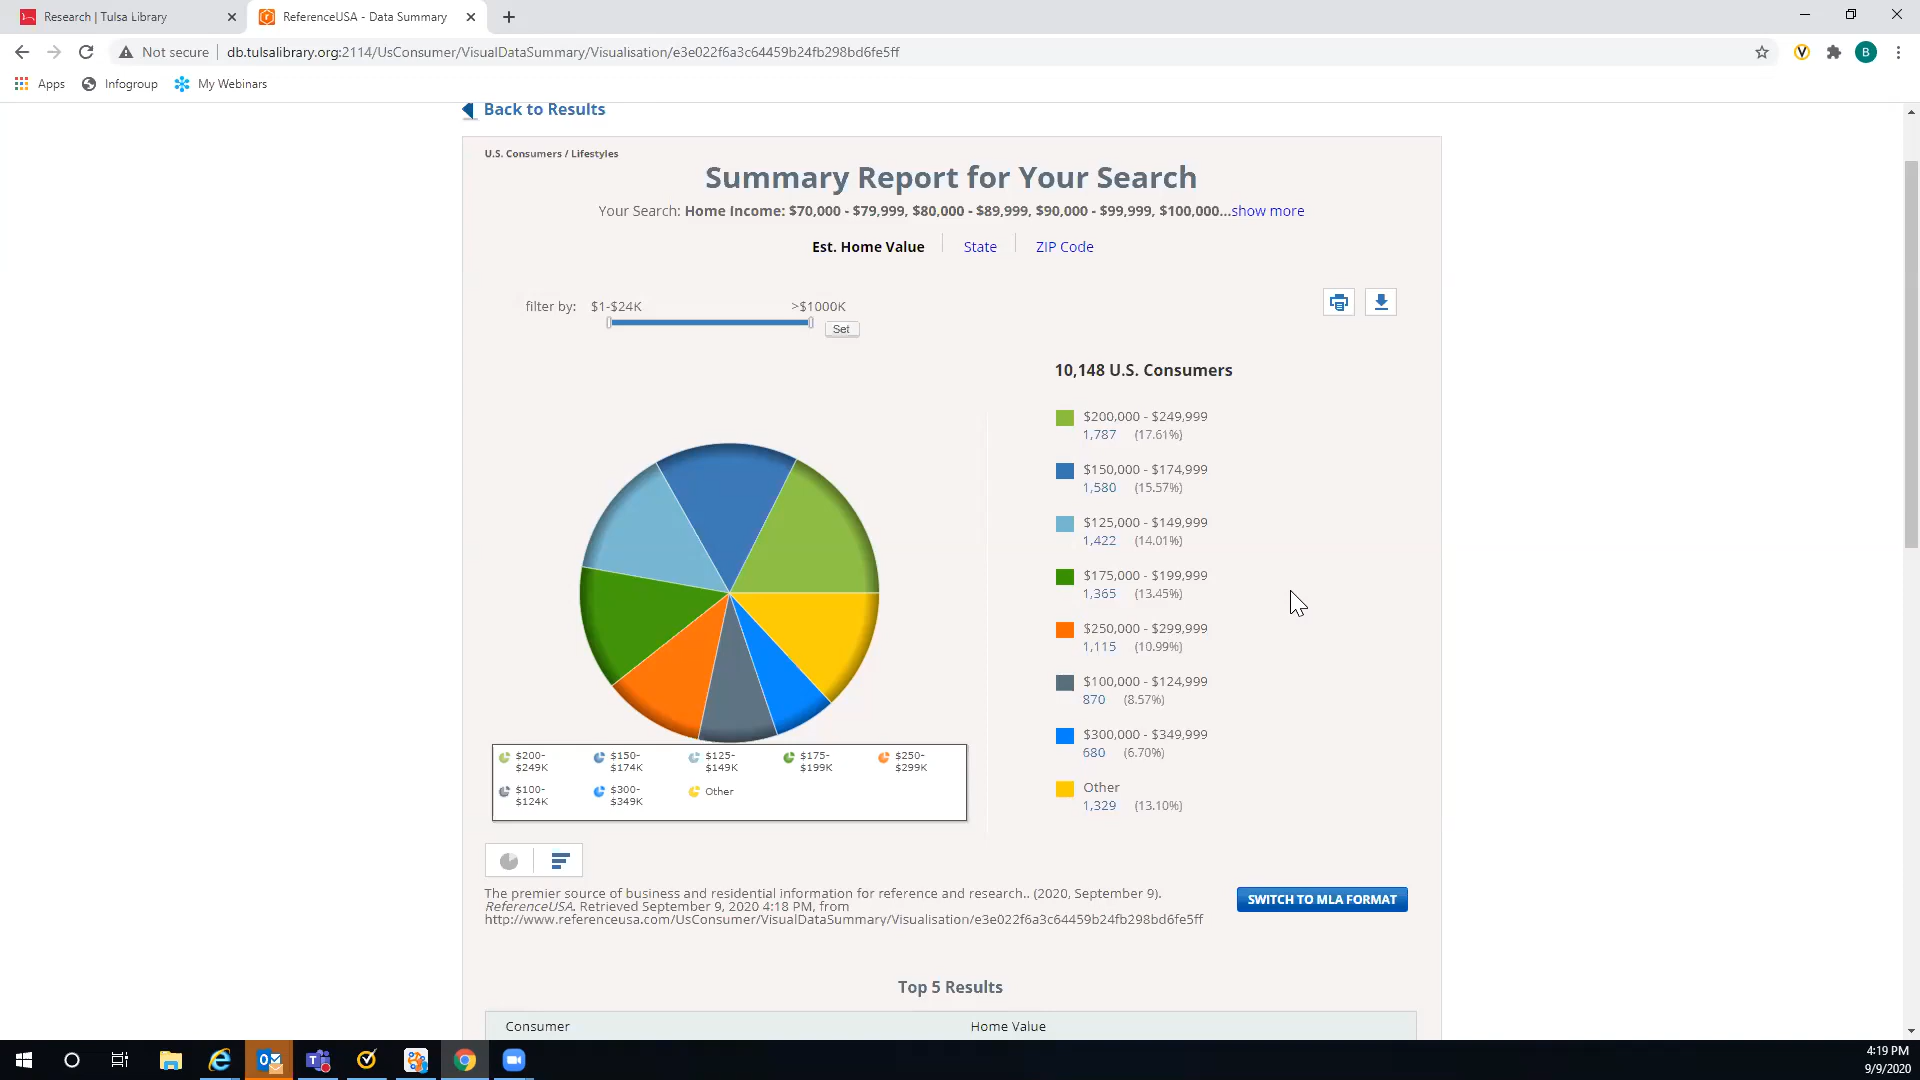 Research | Tulsa Library
ReferenceUSA - Data Summary
Not secure
db.tulsalibrary.org:2114/UsConsumer/VisualDataSummary/Visualisation/e3e022f6a3c64459b24fb298bd6fe5ff
B
Apps
Infogroup
My Webinars
Back to Results
U.S. Consumers / Lifestyles
Summary Report for Your Search
Your Search: Home Income: $70,000 - $79,999, $80,000 - $89,999, $90,000 - $99,999, $100,000...show more
Est. Home Value
State
ZIP Code
filter by:
$1-$24K
>$1000K
Set
10,148 U.S. Consumers
$200,000 - $249,999
1,787 (17.61%)
$150,000 - $174,999
1,580 (15.57%)
$125,000 - $149,999
1,422 (14.01%)
$175,000 - $199,999
1,365 (13.45%)
$250,000 - $299,999
1,115 (10.99%)
$100,000 - $124,999
870 (8.57%)
$300,000 - $349,999
680 (6.70%)
Other
1,329 (13.10%)
$200-
$249K
$150-
$174K
$125-
$149K
$175-
$199K
$250-
$299K
$100-
$124K
$300-
$349K
Other
The premier source of business and residential information for reference and research.. (2020, September 9).
ReferenceUSA. Retrieved September 9, 2020 4:18 PM, from
http://www.referenceusa.com/UsConsumer/VisualDataSummary/Visualisation/e3e022f6a3c64459b24fb298bd6fe5ff
SWITCH TO MLA FORMAT
Top 5 Results
Consumer
Home Value
4:19 PM
9/9/2020